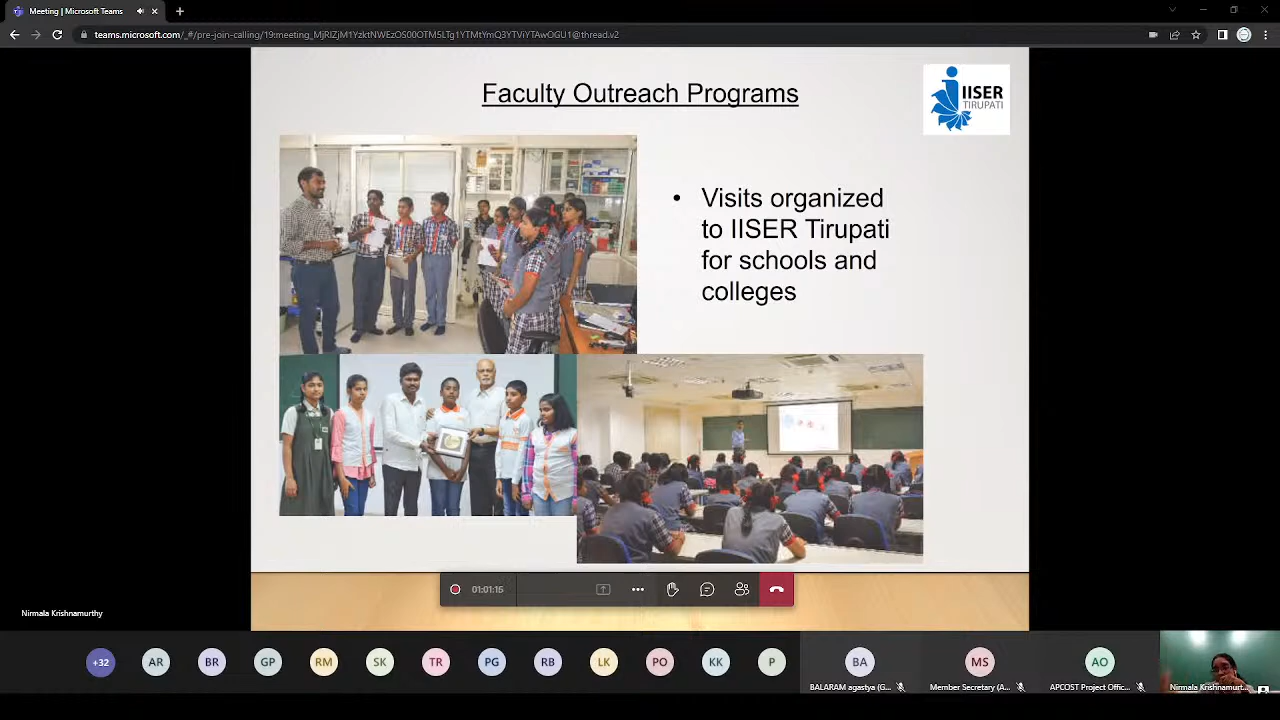 Meeting | Microsoft Teams
teams.microsoft.com/_#/pre-join-calling/19:meeting_MjRlZjM1YzktNWEzOS00OTM5LTg1YTMtYmQ3YTViYTAwOGU1@thread.v2
Faculty Outreach Programs
IISER
TIRUPATI
• Visits organized
to IISER Tirupati
for schools and
colleges
01:01:15
Nirmala Krishnamurthy
+32 AR BR GP RM SK TR PG RB LK PO KK P BA MS AO
BALARAM agastya (G... Member Secretary (A... APCOST Project Offic... Nirmala Krishnamurt...